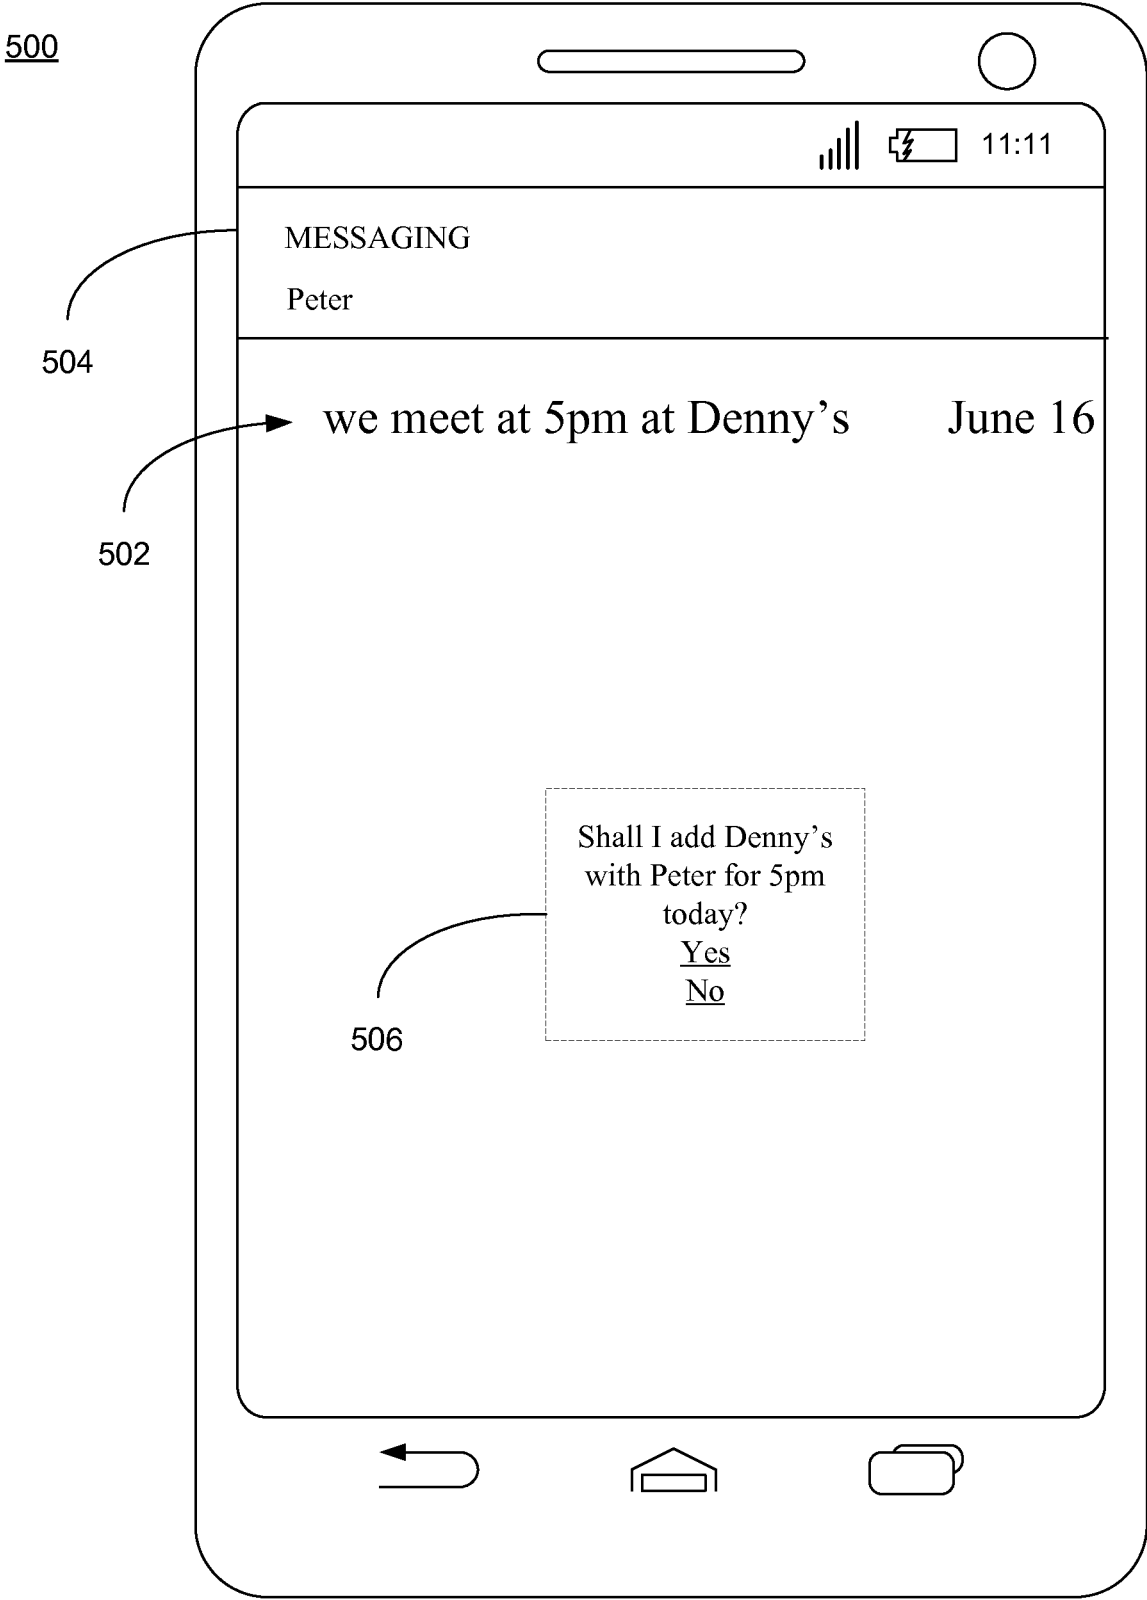 500
11:11
MESSAGING
Peter
504
we meet at 5pm at Denny’s June 16
502
Shall I add Denny’s
with Peter for 5pm
today?
Yes
No
506